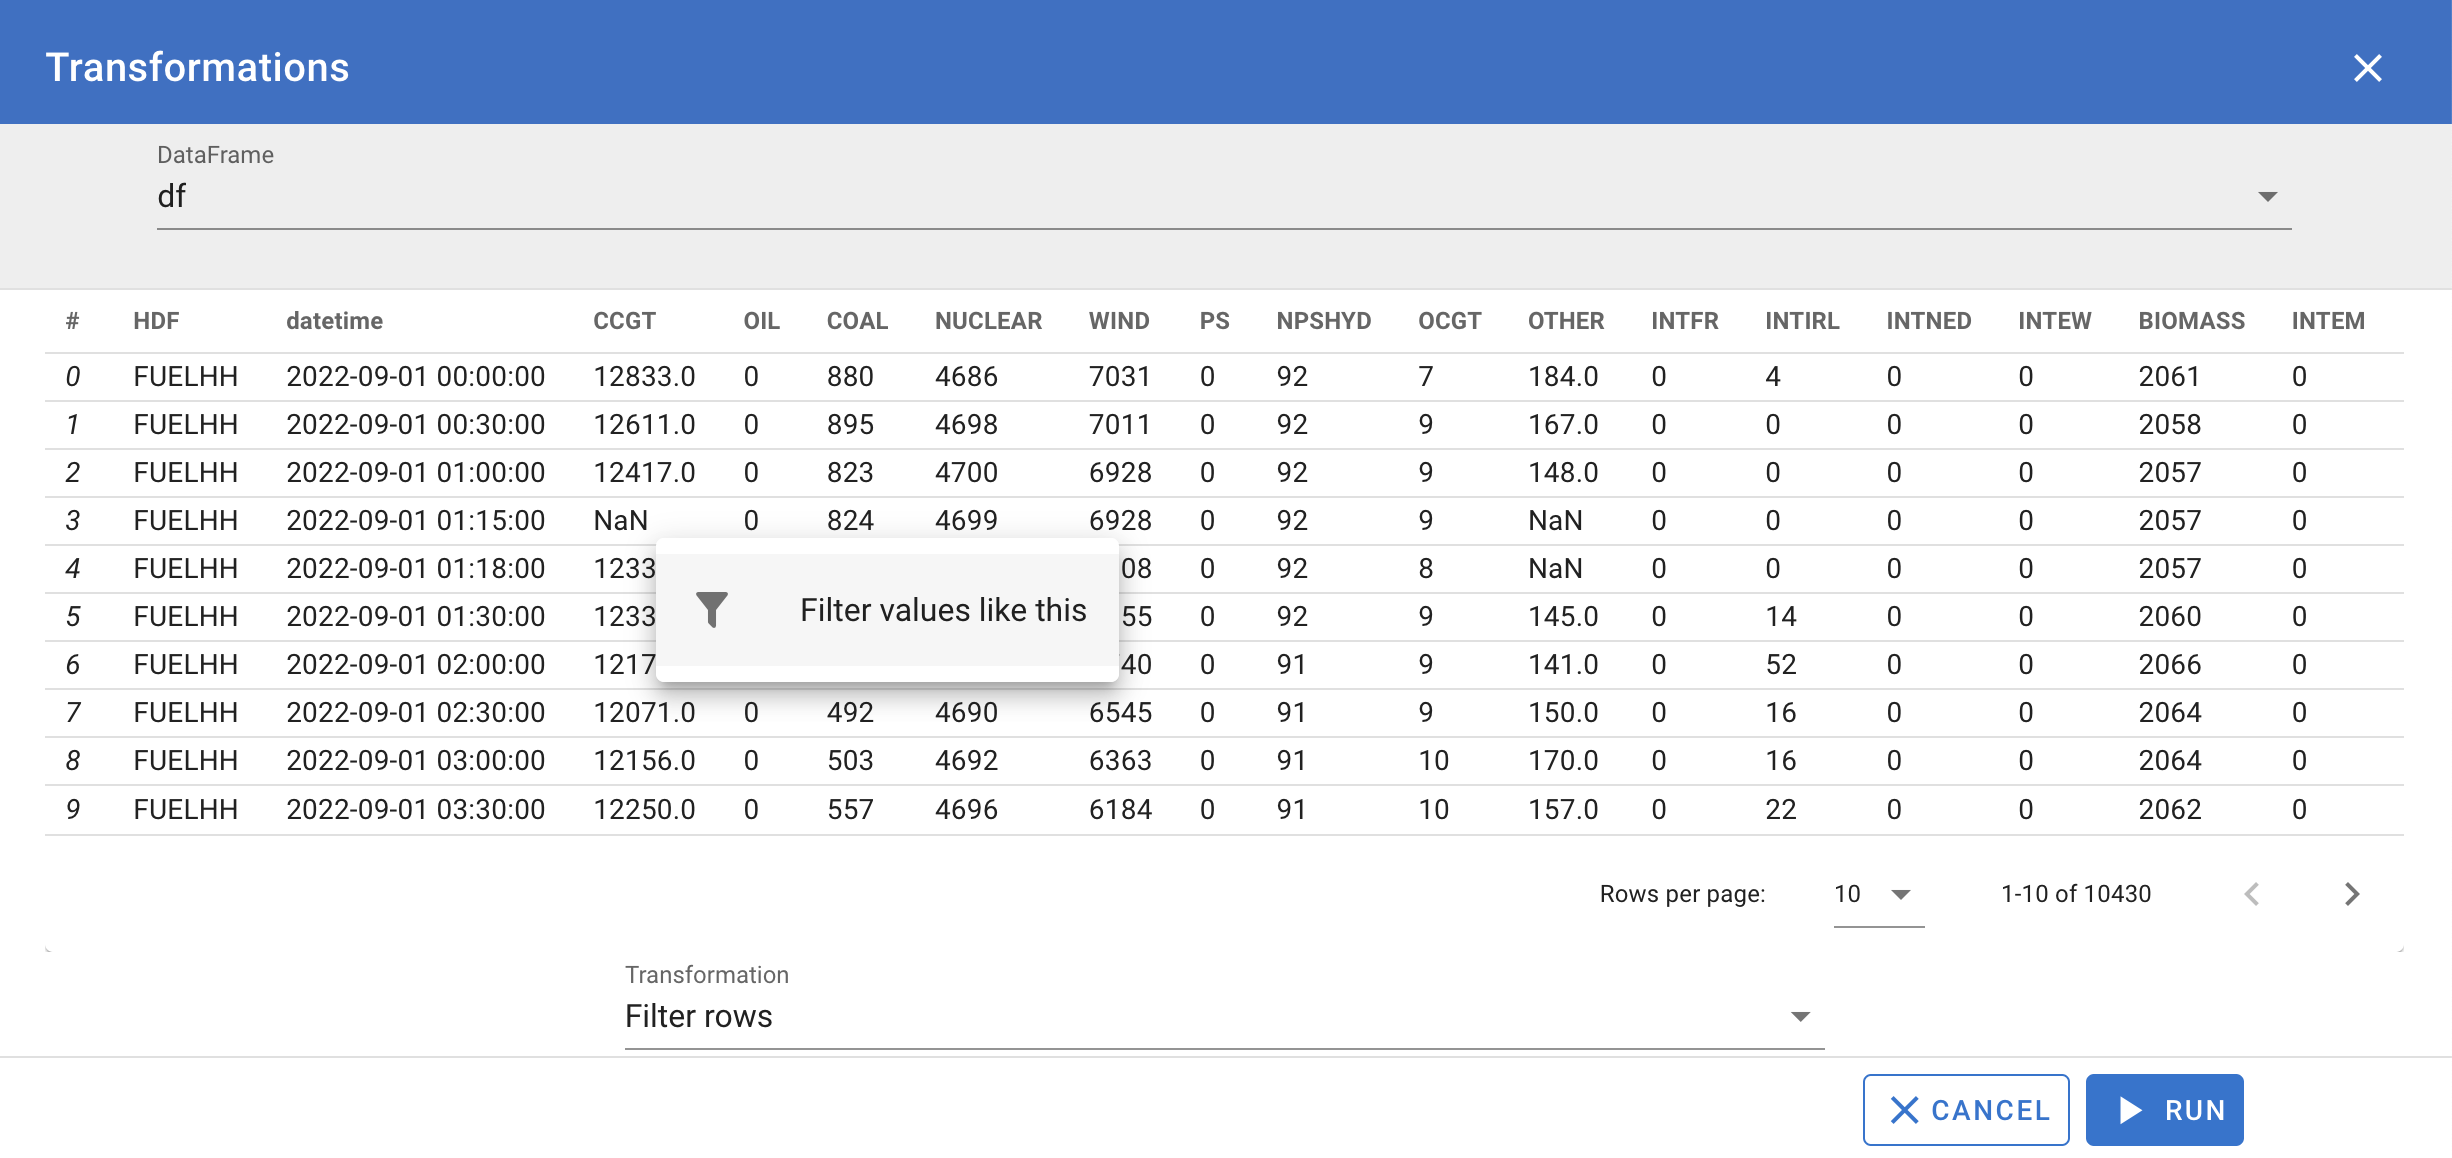 Transformations
DataFrame
df
# HDF datetime CCGT OIL COAL NUCLEAR WIND PS NPSHYD OCGT OTHER INTFR INTIRL INTNED INTEW BIOMASS INTEM
0 FUELHH 2022-09-01 00:00:00 12833.0 0 880 4686 7031 0 92 7 184.0 0 4 0 0 2061 0
1 FUELHH 2022-09-01 00:30:00 12611.0 0 895 4698 7011 0 92 9 167.0 0 0 0 0 2058 0
2 FUELHH 2022-09-01 01:00:00 12417.0 0 823 4700 6928 0 92 9 148.0 0 0 0 0 2057 0
3 FUELHH 2022-09-01 01:15:00 NaN 0 824 4699 6928 0 92 9 NaN 0 0 0 0 2057 0
4 FUELHH 2022-09-01 01:18:00 1233 08 0 92 8 NaN 0 0 0 0 2057 0
5 FUELHH 2022-09-01 01:30:00 1233 55 0 92 9 145.0 0 14 0 0 2060 0
Filter values like this
6 FUELHH 2022-09-01 02:00:00 1217 40 0 91 9 141.0 0 52 0 0 2066 0
7 FUELHH 2022-09-01 02:30:00 12071.0 0 492 4690 6545 0 91 9 150.0 0 16 0 0 2064 0
8 FUELHH 2022-09-01 03:00:00 12156.0 0 503 4692 6363 0 91 10 170.0 0 16 0 0 2064 0
9 FUELHH 2022-09-01 03:30:00 12250.0 0 557 4696 6184 0 91 10 157.0 0 22 0 0 2062 0
Rows per page: 10 1-10 of 10430
Transformation
Filter rows
CANCEL RUN